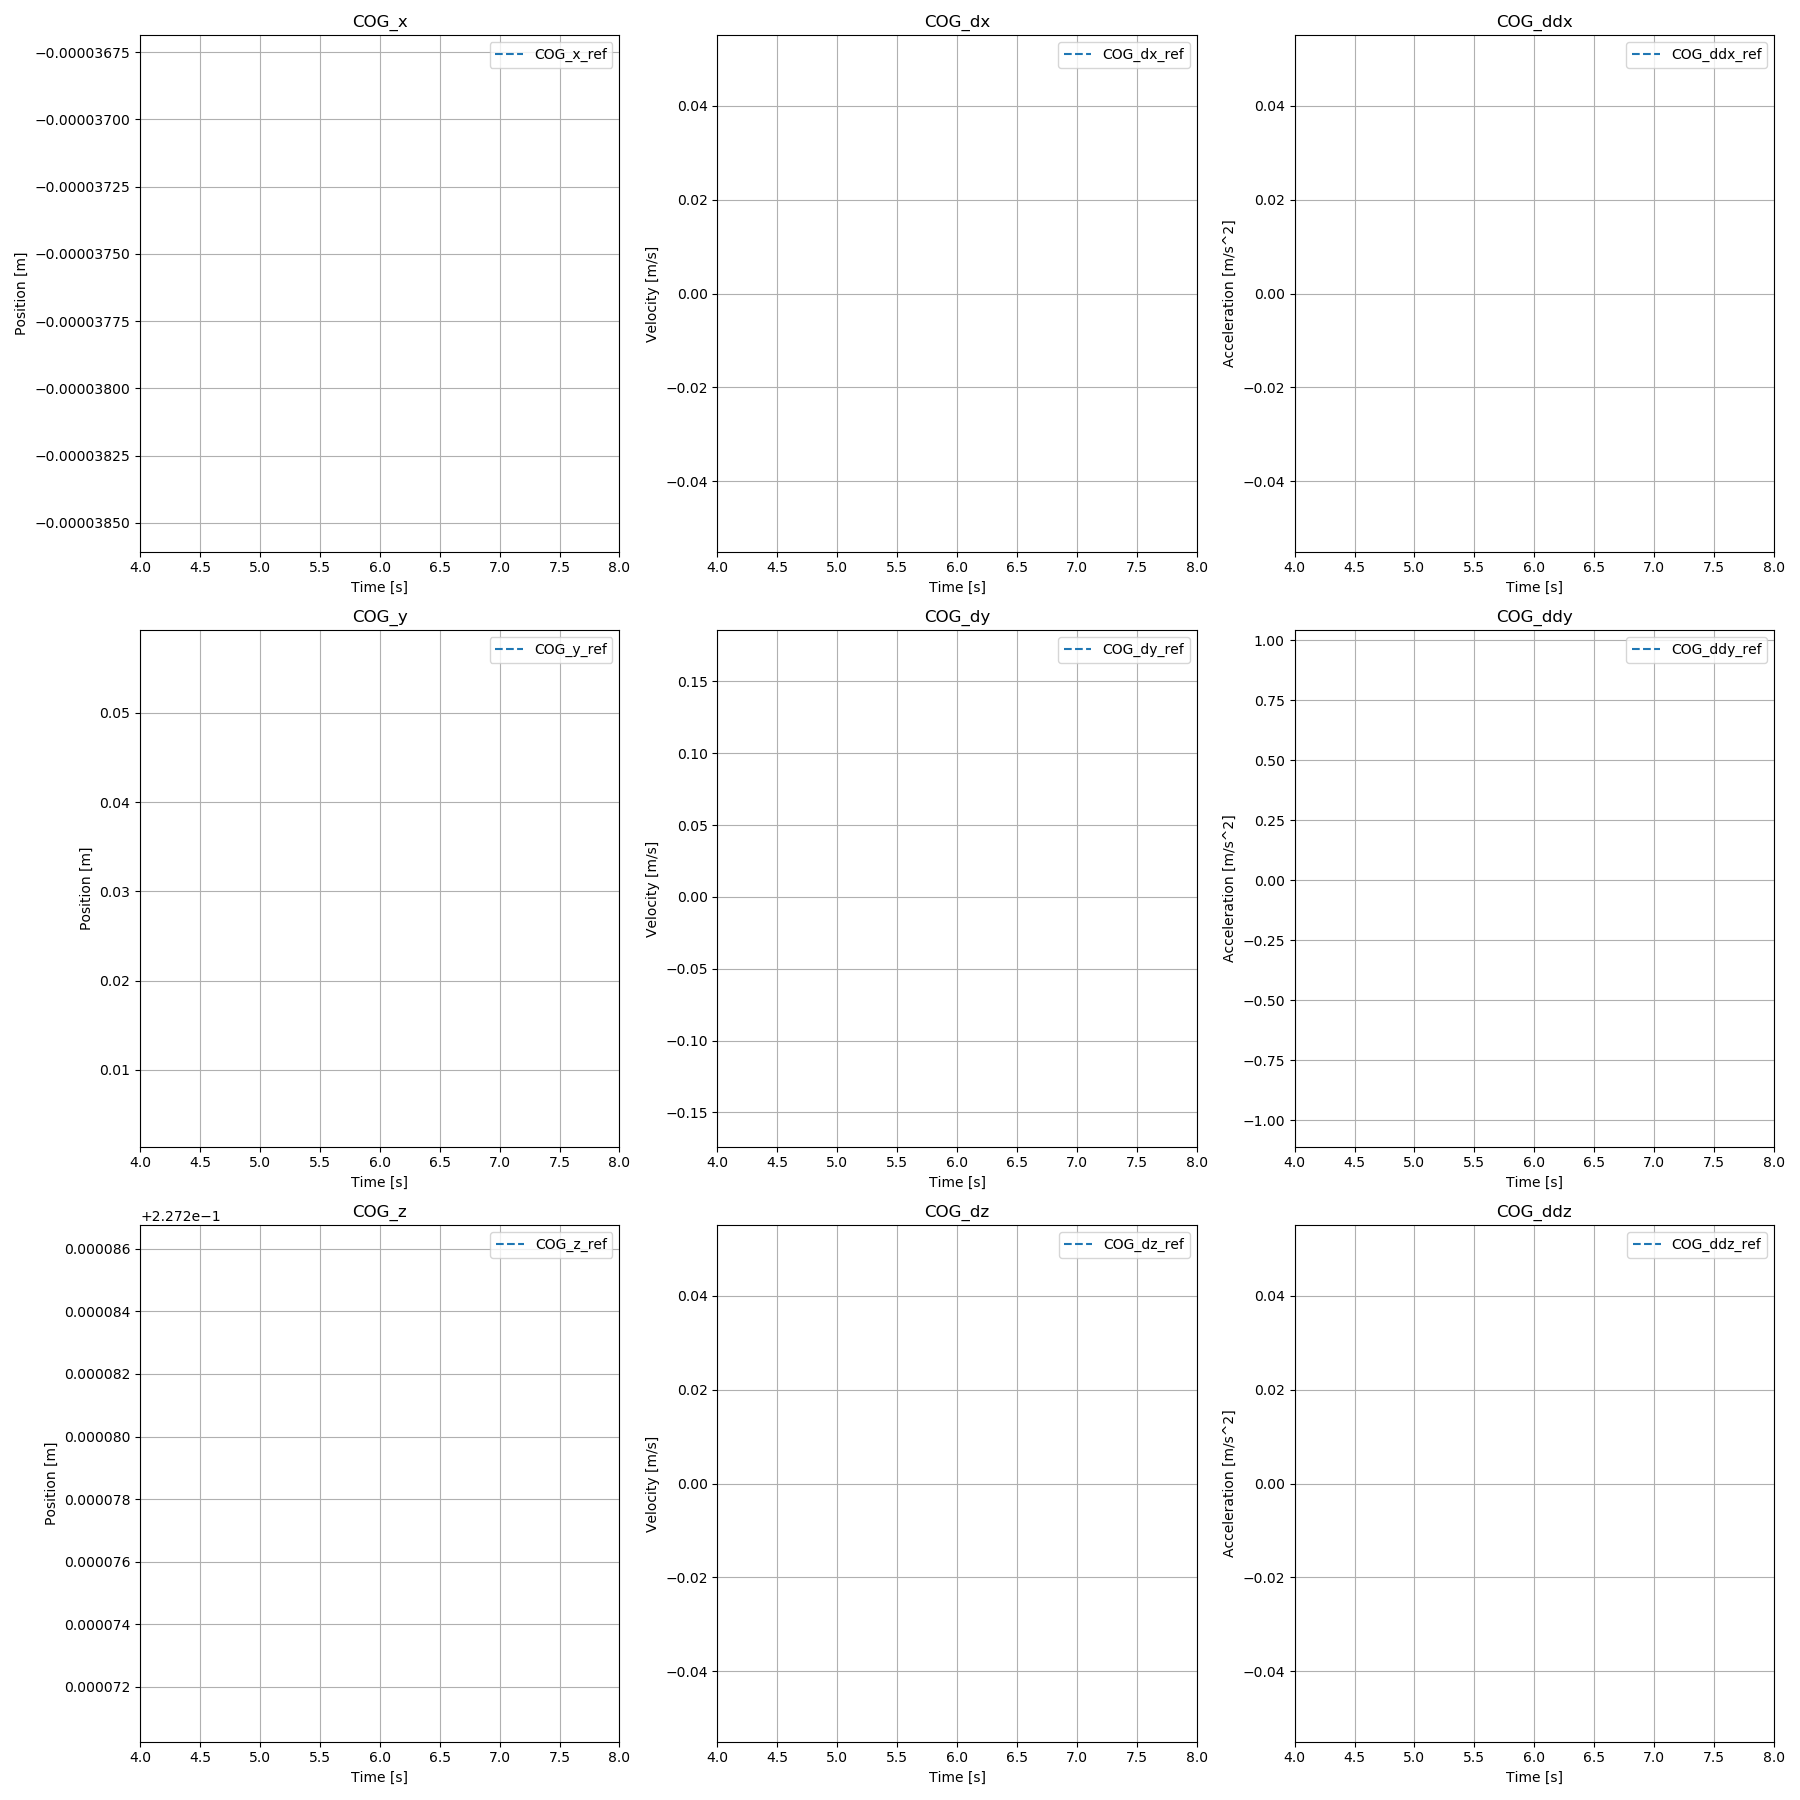 COG_x
COG_x_ref
−0.00003675
−0.00003700
−0.00003725
−0.00003750
−0.00003775
−0.00003800
−0.00003825
−0.00003850
Position [m]
4.0 4.5 5.0 5.5 6.0 6.5 7.0 7.5 8.0
Time [s]
COG_dx
COG_dx_ref
0.04
0.02
0.00
−0.02
−0.04
Velocity [m/s]
4.0 4.5 5.0 5.5 6.0 6.5 7.0 7.5 8.0
Time [s]
COG_ddx
COG_ddx_ref
0.04
0.02
0.00
−0.02
−0.04
Acceleration [m/s^2]
4.0 4.5 5.0 5.5 6.0 6.5 7.0 7.5 8.0
Time [s]
COG_y
COG_y_ref
0.05
0.04
0.03
0.02
0.01
Position [m]
4.0 4.5 5.0 5.5 6.0 6.5 7.0 7.5 8.0
Time [s]
COG_dy
COG_dy_ref
0.15
0.10
0.05
0.00
−0.05
−0.10
−0.15
Velocity [m/s]
4.0 4.5 5.0 5.5 6.0 6.5 7.0 7.5 8.0
Time [s]
COG_ddy
COG_ddy_ref
1.00
0.75
0.50
0.25
0.00
−0.25
−0.50
−0.75
−1.00
Acceleration [m/s^2]
4.0 4.5 5.0 5.5 6.0 6.5 7.0 7.5 8.0
Time [s]
COG_z
+2.272e−1
COG_z_ref
0.000086
0.000084
0.000082
0.000080
0.000078
0.000076
0.000074
0.000072
Position [m]
4.0 4.5 5.0 5.5 6.0 6.5 7.0 7.5 8.0
Time [s]
COG_dz
COG_dz_ref
0.04
0.02
0.00
−0.02
−0.04
Velocity [m/s]
4.0 4.5 5.0 5.5 6.0 6.5 7.0 7.5 8.0
Time [s]
COG_ddz
COG_ddz_ref
0.04
0.02
0.00
−0.02
−0.04
Acceleration [m/s^2]
4.0 4.5 5.0 5.5 6.0 6.5 7.0 7.5 8.0
Time [s]